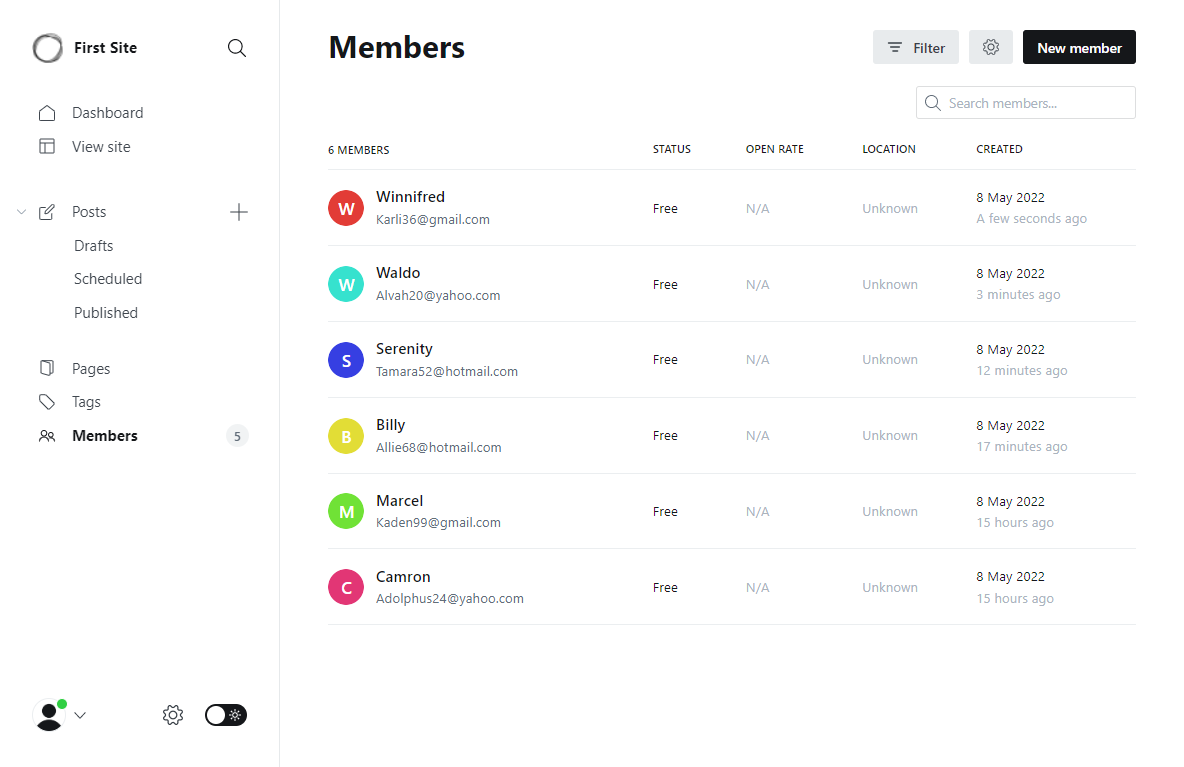 First Site
Dashboard
View site
Posts
Drafts
Scheduled
Published
Pages
Tags
Members 5
Members
Filter
New member
Search members...
6 MEMBERS STATUS OPEN RATE LOCATION CREATED
W Winnifred
Karli36@gmail.com
Free N/A Unknown
8 May 2022
A few seconds ago
W Waldo
Alvah20@yahoo.com
Free N/A Unknown
8 May 2022
3 minutes ago
S Serenity
Tamara52@hotmail.com
Free N/A Unknown
8 May 2022
12 minutes ago
B Billy
Allie68@hotmail.com
Free N/A Unknown
8 May 2022
17 minutes ago
M Marcel
Kaden99@gmail.com
Free N/A Unknown
8 May 2022
15 hours ago
C Camron
Adolphus24@yahoo.com
Free N/A Unknown
8 May 2022
15 hours ago